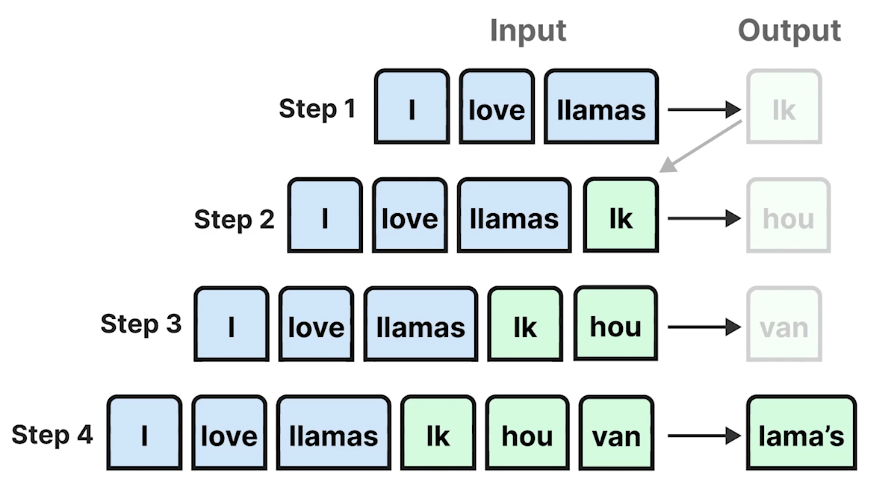 Input Output
Step 1 I love llamas Ik
Step 2 I love llamas Ik hou
Step 3 I love llamas Ik hou van
Step 4 I love llamas Ik hou van lama's